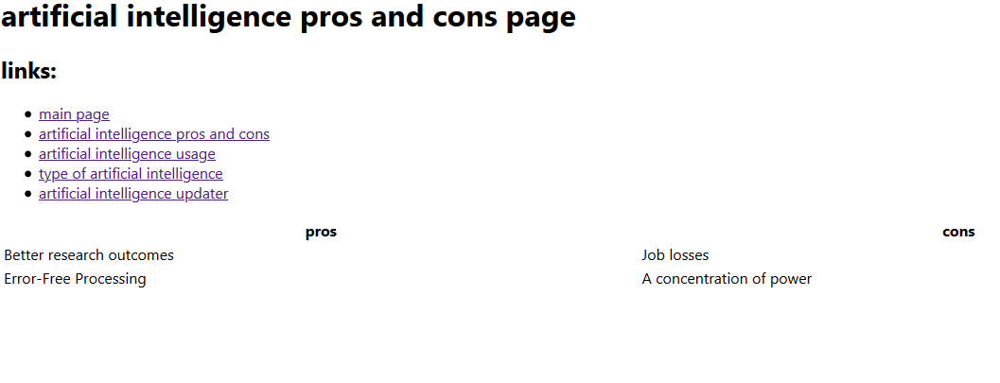 artificial intelligence pros and cons page
links:
main page
artificial intelligence pros and cons
artificial intelligence usage
type of artificial intelligence
artificial intelligence updater
pros cons
Better research outcomes Job losses
Error-Free Processing A concentration of power